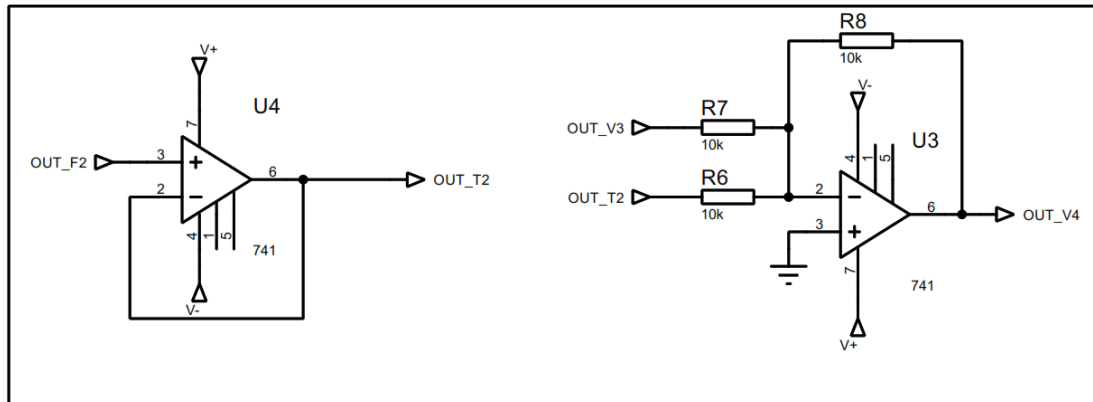 V+
U4
7
OUT_F2
3
+
6
OUT_T2
2
−
4
1
5
741
V-
R8
10k
V-
R7
OUT_V3
10k
U3
4
1
5
R6
OUT_T2
10k
2
−
6
OUT_V4
3
+
7
741
V+